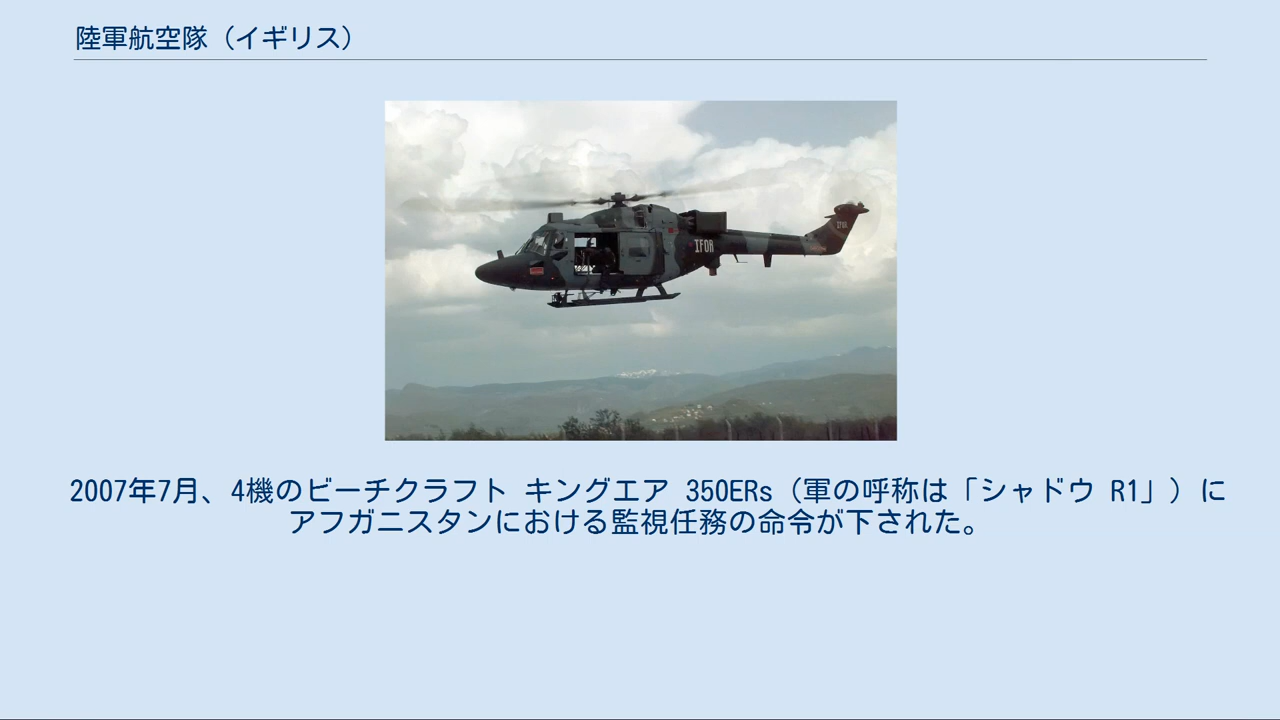 陸軍航空隊（イギリス）
IFOR
2007年7月、4機のビーチクラフト キングエア 350ERs（軍の呼称は「シャドウ R1」）に
アフガニスタンにおける監視任務の命令が下された。